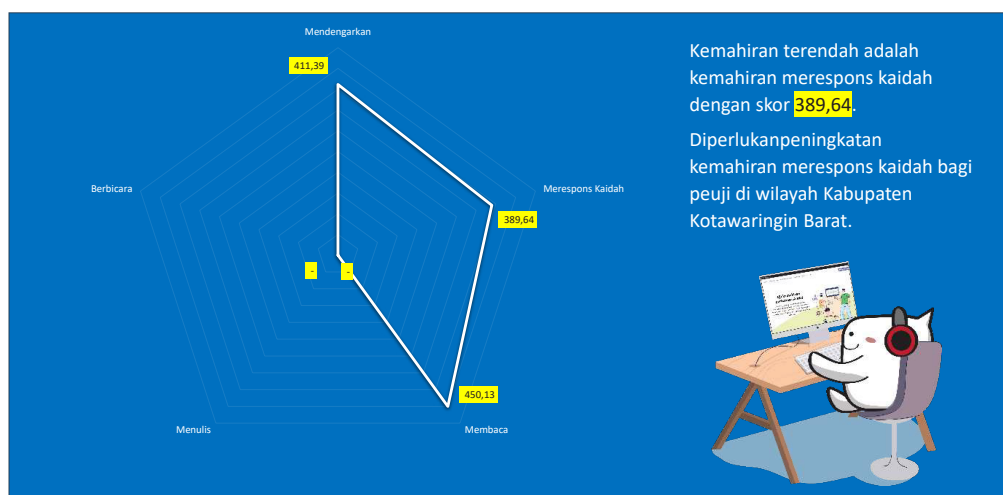 Mendengarkan
411,39
Berbicara
Merespons Kaidah
389,64
-
-
450,13
Menulis
Membaca
Kemahiran terendah adalah
kemahiran merespons kaidah
dengan skor 389,64.
Diperlukanpeningkatan
kemahiran merespons kaidah bagi
peuji di wilayah Kabupaten
Kotawaringin Barat.